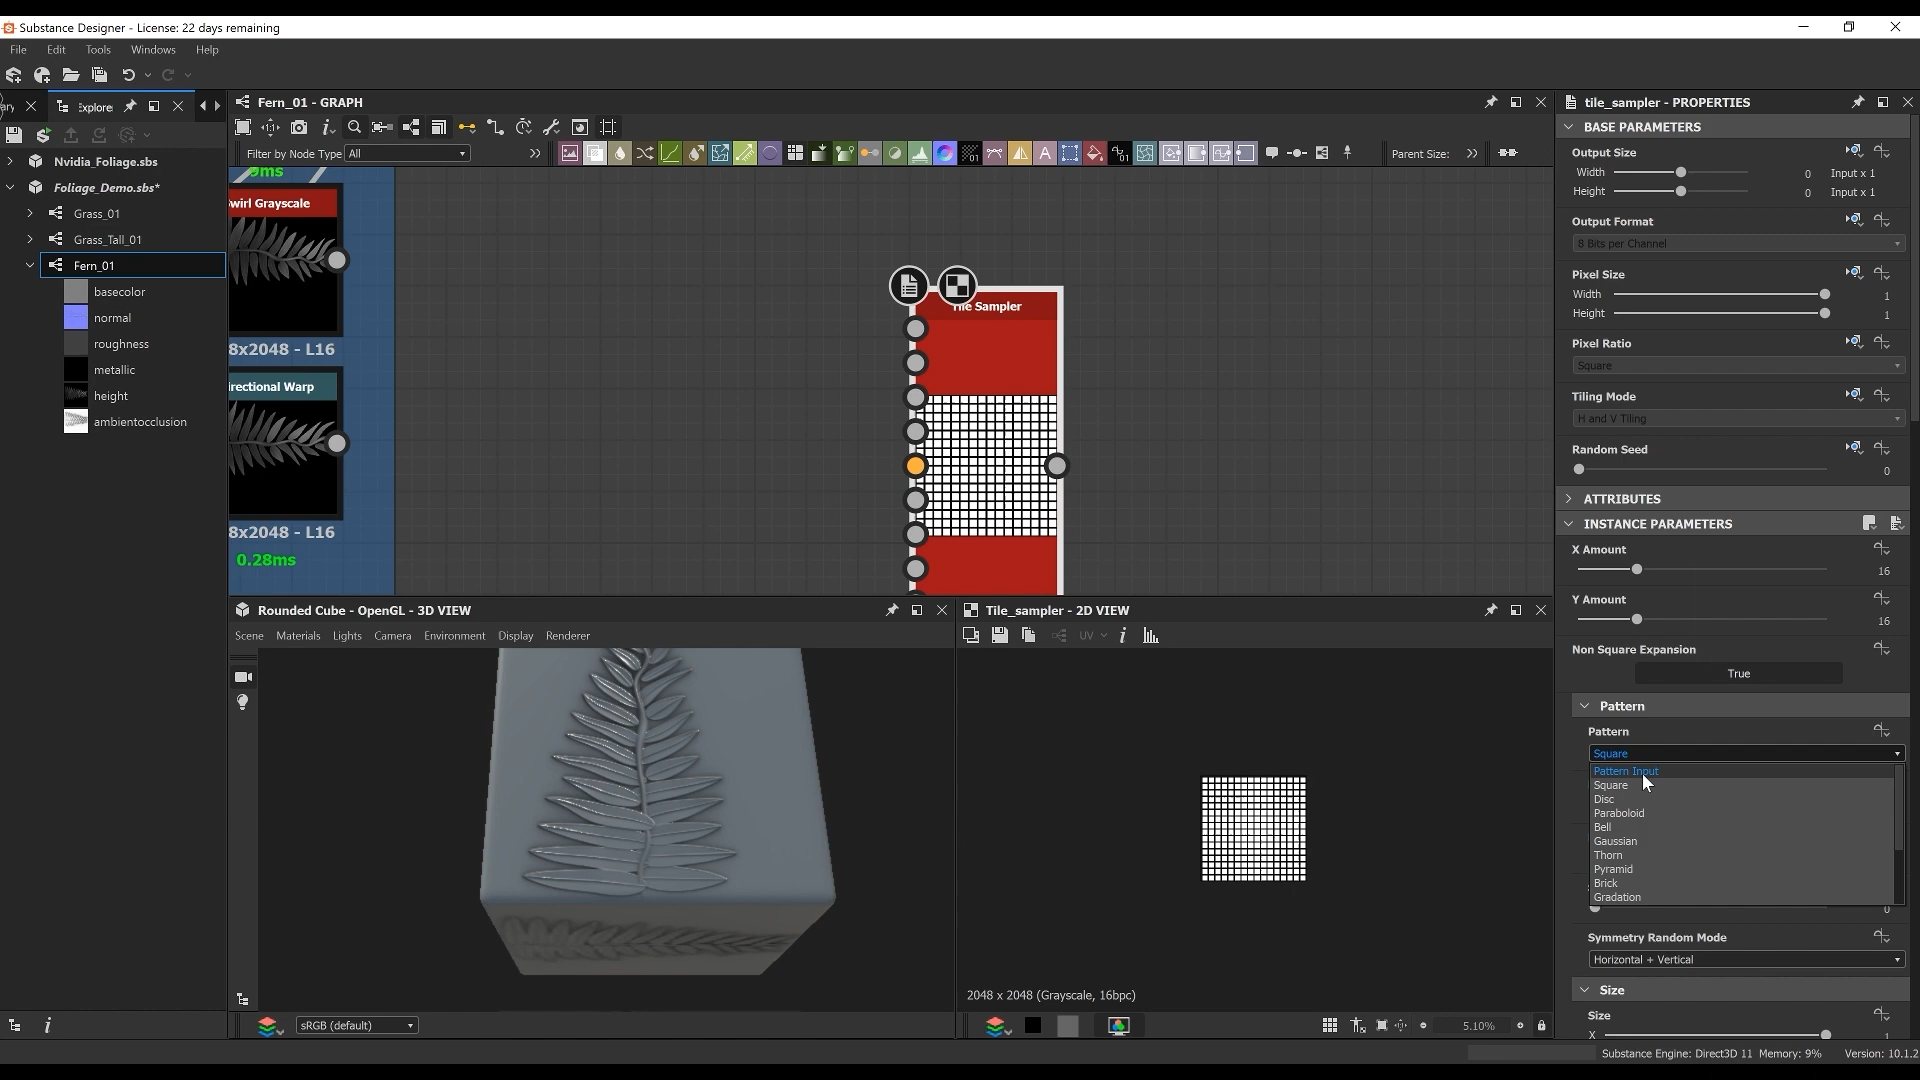 Substance Designer - License: 22 days remaining
File Edit Tools Windows Help
ary Explorer
Fern_01 - GRAPH
tile_sampler - PROPERTIES
Filter by Node Type All
Parent Size:
BASE PARAMETERS
Output Size
Width 0 Input x 1
Height 0 Input x 1
Output Format
8 Bits per Channel
Pixel Size
Width 1
Height 1
Pixel Ratio
Square
Tiling Mode
H and V Tiling
Random Seed
0
ATTRIBUTES
INSTANCE PARAMETERS
X Amount
16
Y Amount
16
Non Square Expansion
True
Pattern
Pattern
Square
Pattern Input
Square
Disc
Paraboloid
Bell
Gaussian
Thorn
Pyramid
Brick
Gradation
0
Symmetry Random Mode
Horizontal + Vertical
Size
Size
X 1
Nvidia_Foliage.sbs
Foliage_Demo.sbs*
Grass_01
Grass_Tall_01
Fern_01
basecolor
normal
roughness
metallic
height
ambientocclusion
9ms
wirl Grayscale
8x2048 - L16
irectional Warp
8x2048 - L16
0.28ms
Tile Sampler
Rounded Cube - OpenGL - 3D VIEW
Scene Materials Lights Camera Environment Display Renderer
sRGB (default)
Tile_sampler - 2D VIEW
UV
2048 x 2048 (Grayscale, 16bpc)
5.10%
Substance Engine: Direct3D 11 Memory: 9% Version: 10.1.2